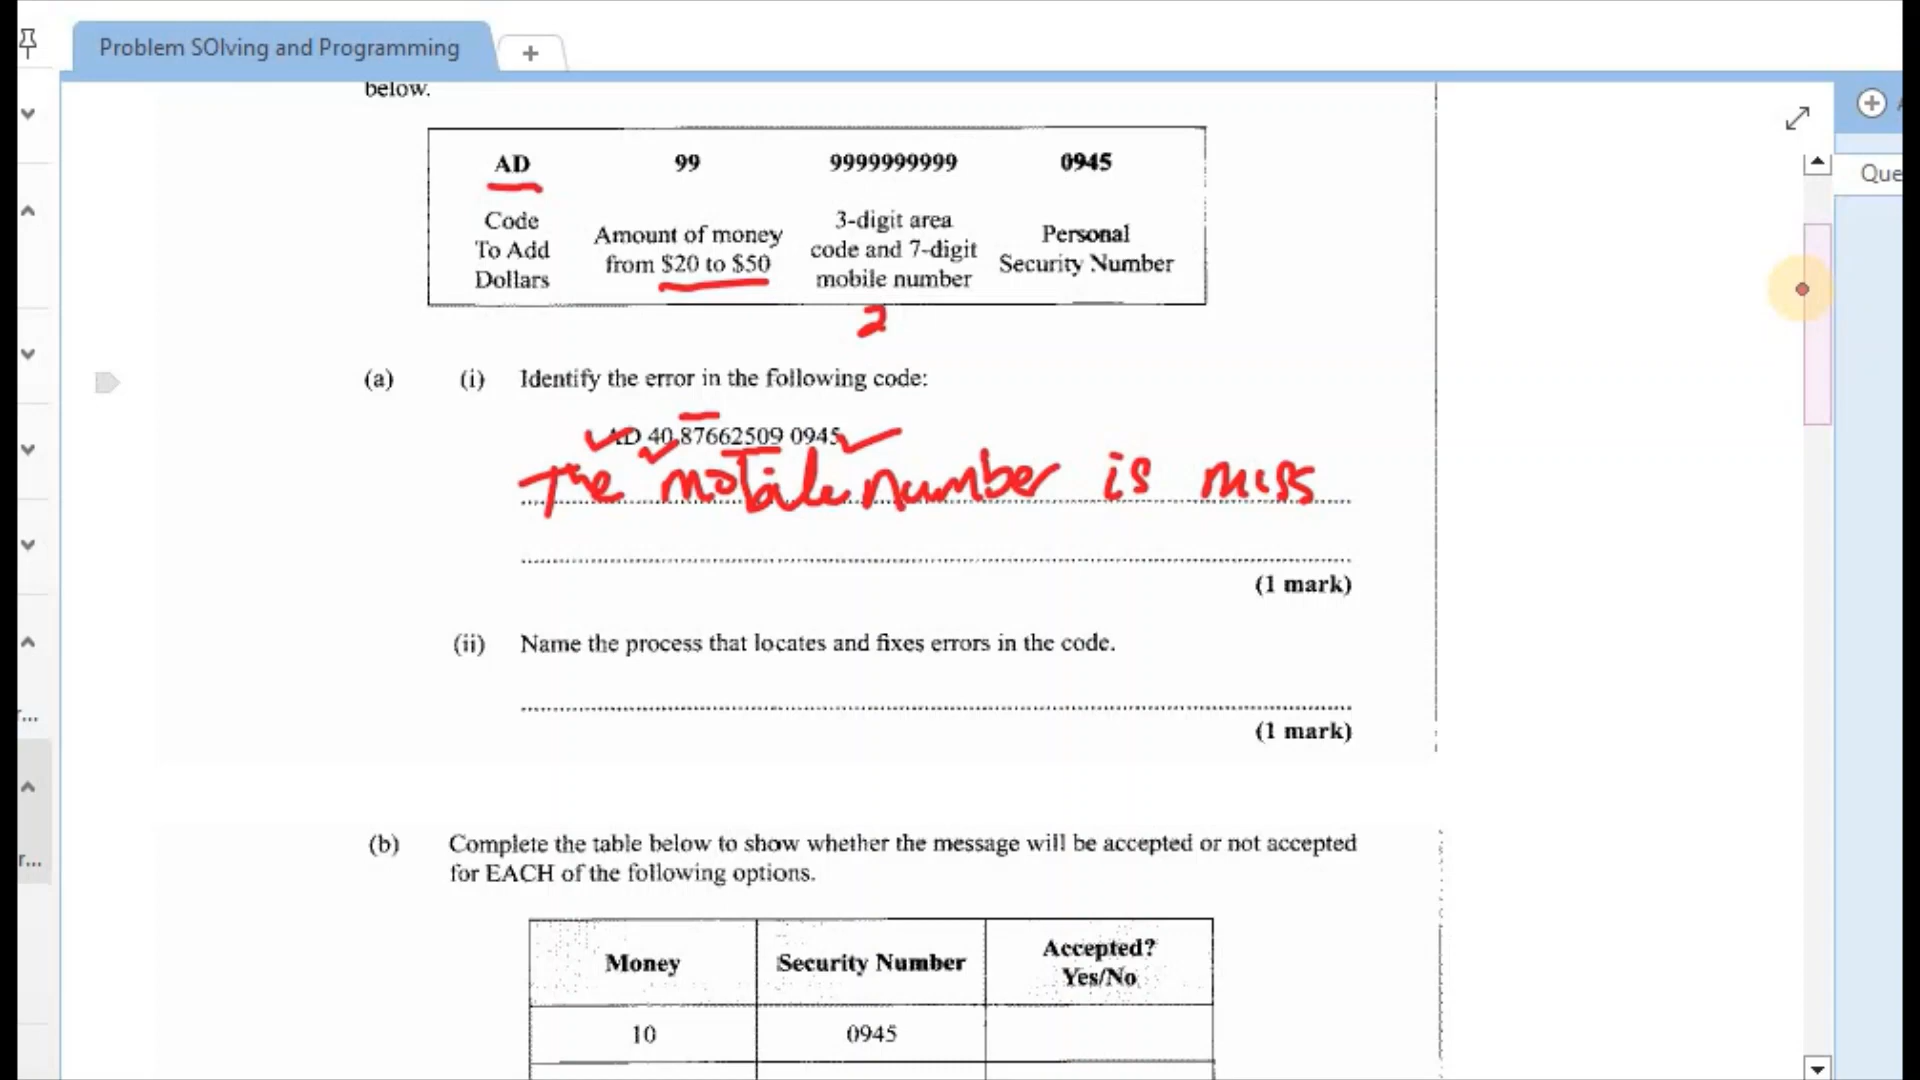 Problem SOlving and Programming
+
below.
AD 99 9999999999 0945
Code To Add Dollars
Amount of money from $20 to $50
3-digit area code and 7-digit mobile number
Personal Security Number
2
(a) (i) Identify the error in the following code:
AD 40 87662509 0945
The mobile number is miss
(1 mark)
(ii) Name the process that locates and fixes errors in the code.
(1 mark)
(b) Complete the table below to show whether the message will be accepted or not accepted
for EACH of the following options.
Money Security Number Accepted? Yes/No
10 0945
Que
r...
r...